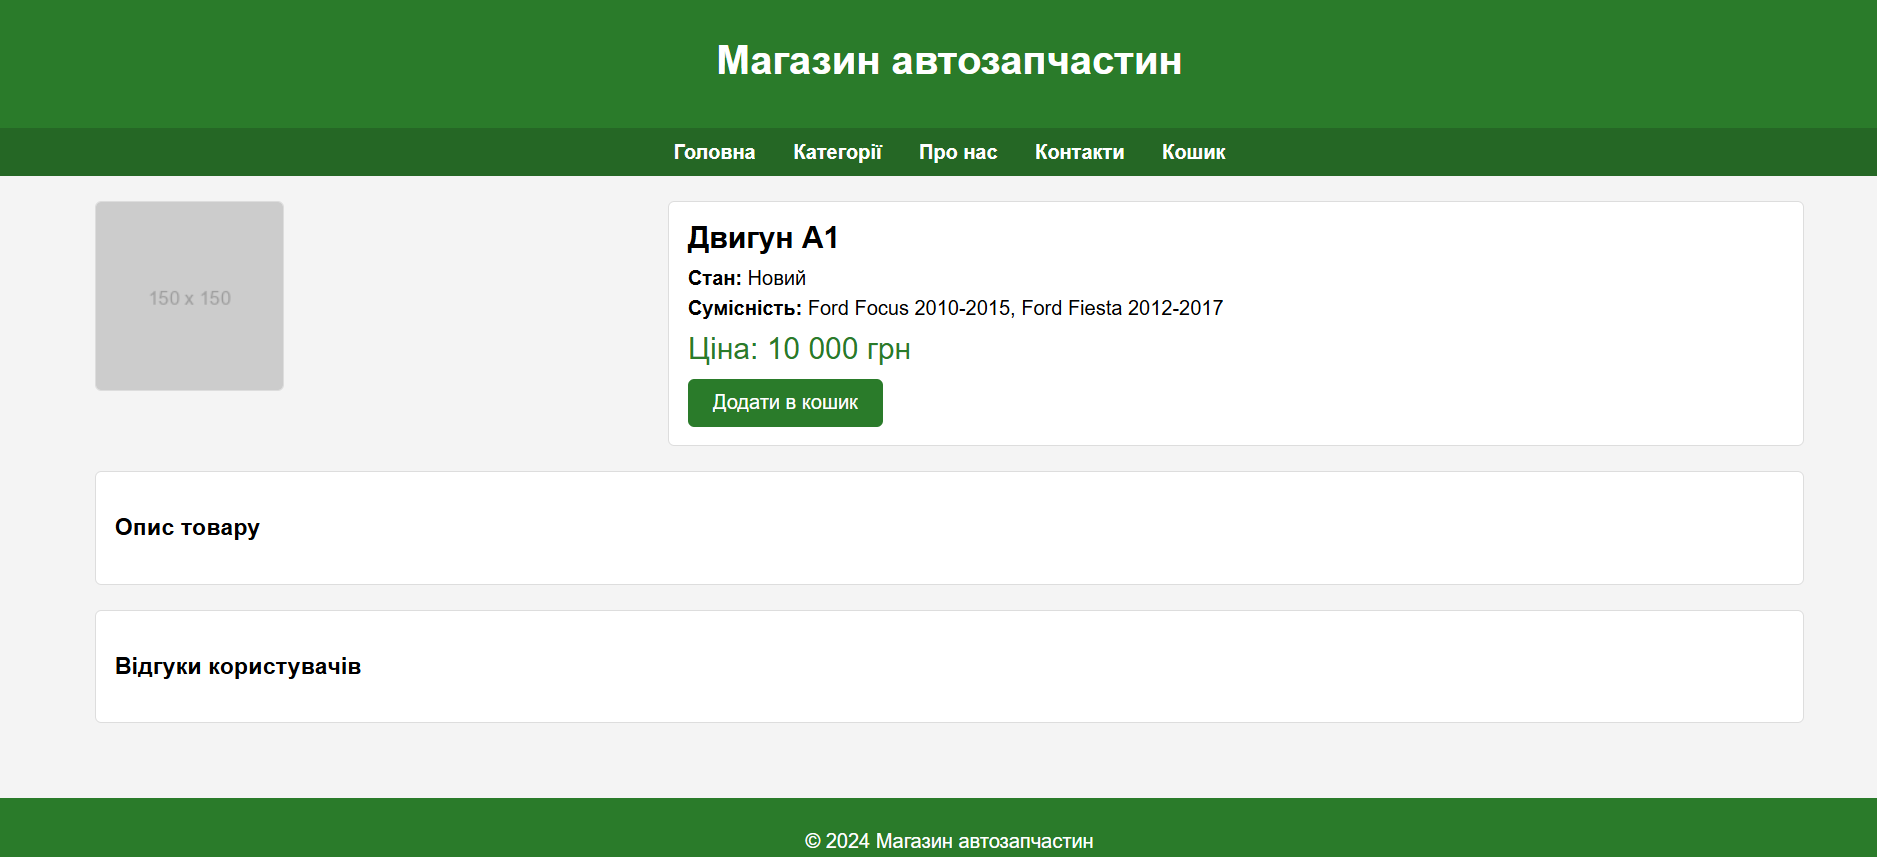 Магазин автозапчастин
Головна Категорії Про нас Контакти Кошик
150 x 150
Двигун A1
Стан: Новий
Сумісність: Ford Focus 2010-2015, Ford Fiesta 2012-2017
Ціна: 10 000 грн
Додати в кошик
Опис товару
Відгуки користувачів
© 2024 Магазин автозапчастин